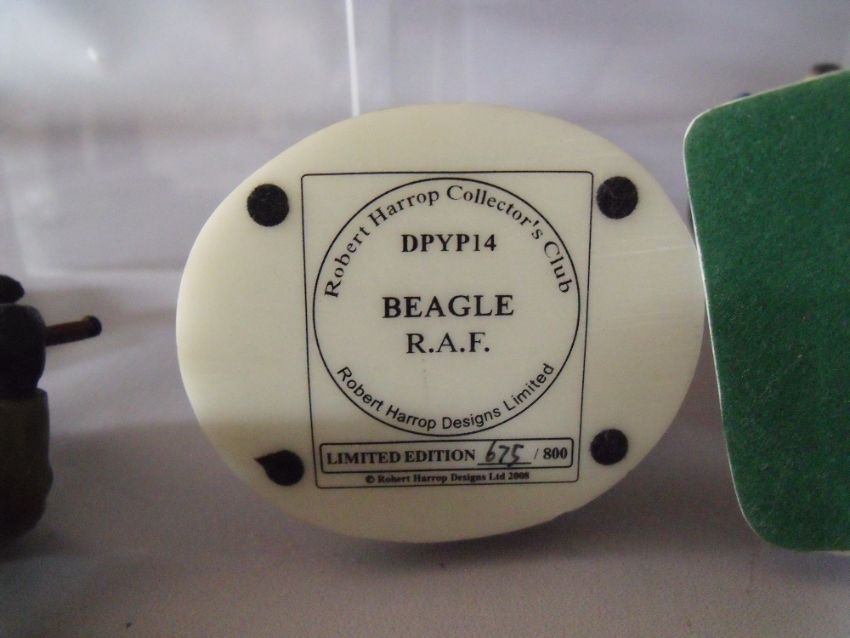 Robert Harrop Collector's Club
DPYP14
BEAGLE
R.A.F.
Robert Harrop Designs Limited
LIMITED EDITION 675 / 800
© Robert Harrop Designs Ltd 2008